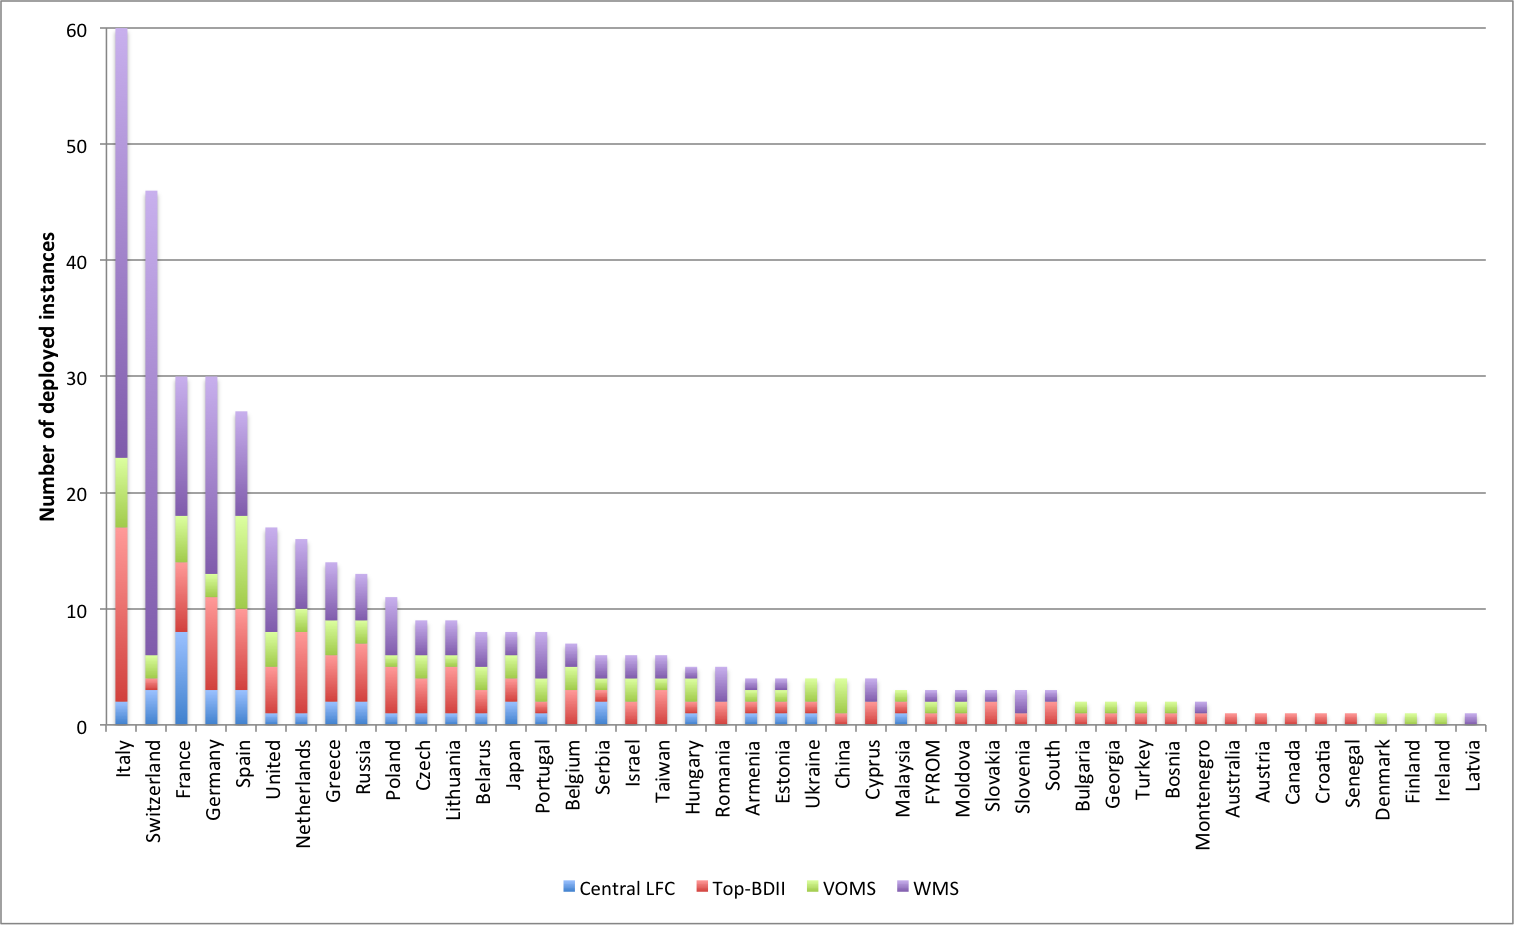 60
50
40
30
20
10
0
Number of deployed instances
Italy
Switzerland
France
Germany
Spain
United
Netherlands
Greece
Russia
Poland
Czech
Lithuania
Belarus
Japan
Portugal
Belgium
Serbia
Israel
Taiwan
Hungary
Romania
Armenia
Estonia
Ukraine
China
Cyprus
Malaysia
FYROM
Moldova
Slovakia
Slovenia
South
Bulgaria
Georgia
Turkey
Bosnia
Montenegro
Australia
Austria
Canada
Croatia
Senegal
Denmark
Finland
Ireland
Latvia
Central LFC Top-BDII VOMS WMS